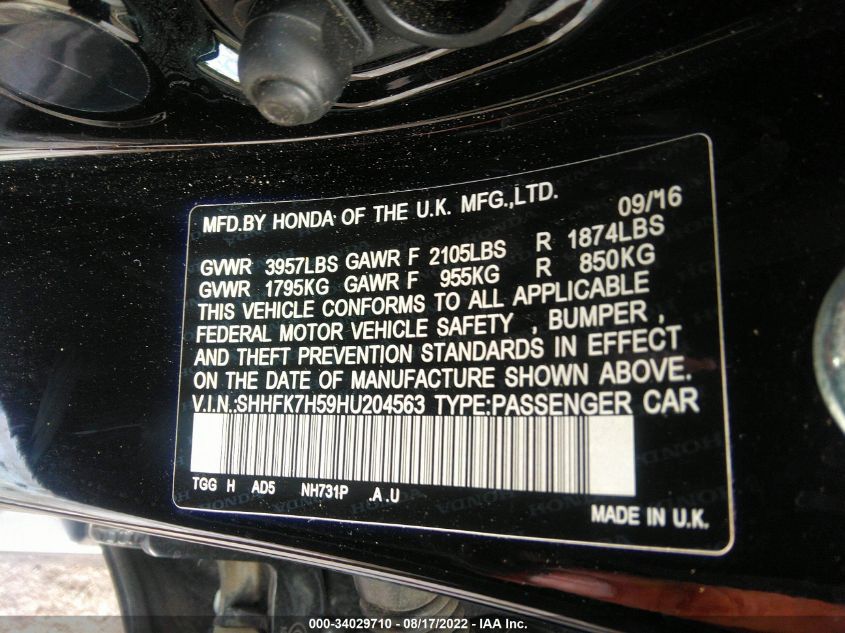 MFD.BY HONDA OF THE U.K. MFG.,LTD. 09/'16
GVWR 3957LBS GAWR F 2105LBS R 1874LBS
GVWR 1795KG GAWR F 955KG R 850KG
THIS VEHICLE CONFORMS TO ALL APPLICABLE
FEDERAL MOTOR VEHICLE SAFETY , BUMPER ,
AND THEFT PREVENTION STANDARDS IN EFFECT
ON THE DATE OF MANUFACTURE SHOWN ABOVE.
V.I.N.:SHHFK7H59HU204563 TYPE:PASSENGER CAR
TGG H AD5 NH731P .A.U
MADE IN U.K.
000-34029710 - 08/17/2022 - IAA Inc.